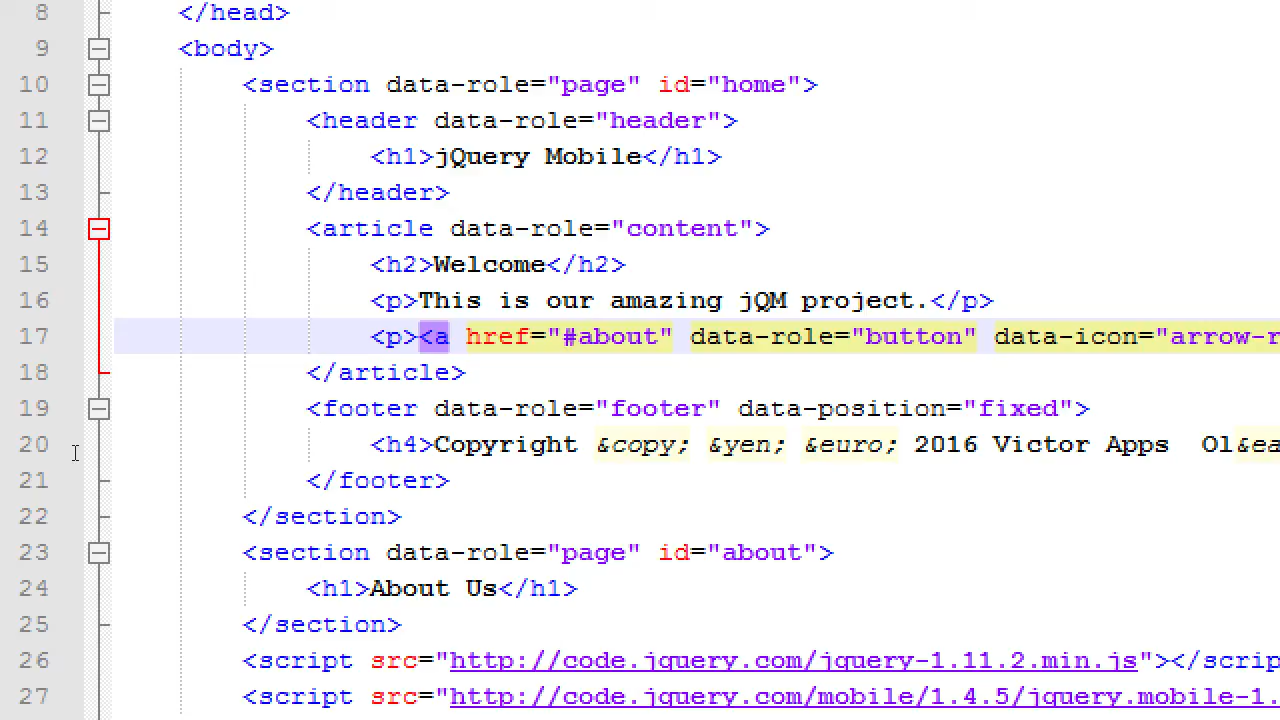 8 </head>
9 <body>
10 <section data-role="page" id="home">
11 <header data-role="header">
12 <h1>jQuery Mobile</h1>
13 </header>
14 <article data-role="content">
15 <h2>Welcome</h2>
16 <p>This is our amazing jQM project.</p>
17 <p><a href="#about" data-role="button" data-icon="arrow-r
18 </article>
19 <footer data-role="footer" data-position="fixed">
20 <h4>Copyright &copy; &yen; &euro; 2016 Victor Apps  Ol&ea
21 </footer>
22 </section>
23 <section data-role="page" id="about">
24 <h1>About Us</h1>
25 </section>
26 <script src="http://code.jquery.com/jquery-1.11.2.min.js"></scrip
27 <script src="http://code.jquery.com/mobile/1.4.5/jquery.mobile-1.